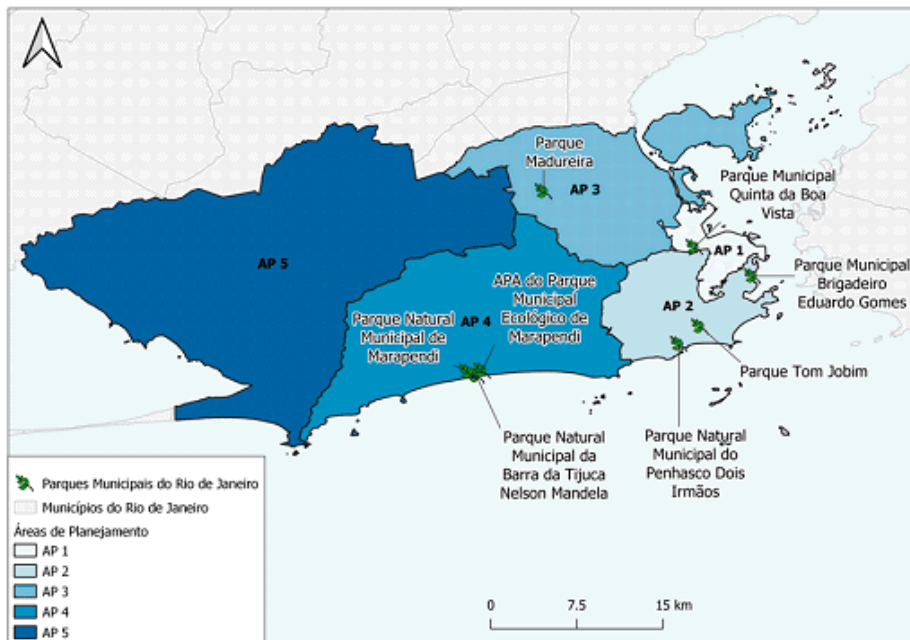 Parque
Madureira
AP 3
Parque Municipal
Quinta da Boa
Vista
AP 1
AP 5
Parque Municipal
Brigadeiro
Eduardo Gomes
APA do Parque
Municipal
Ecológico de
Marapendi
AP 4
Parque Natural
Municipal de
Marapendi
AP 2
Parque Tom Jobim
Parque Natural
Municipal da
Barra da Tijuca
Nelson Mandela
Parque Natural
Municipal do
Penhasco Dois
Irmãos
Parques Municipais do Rio de Janeiro
Municípios do Rio de Janeiro
Áreas de Planejamento
AP 1
AP 2
AP 3
AP 4
AP 5
0 7.5 15 km